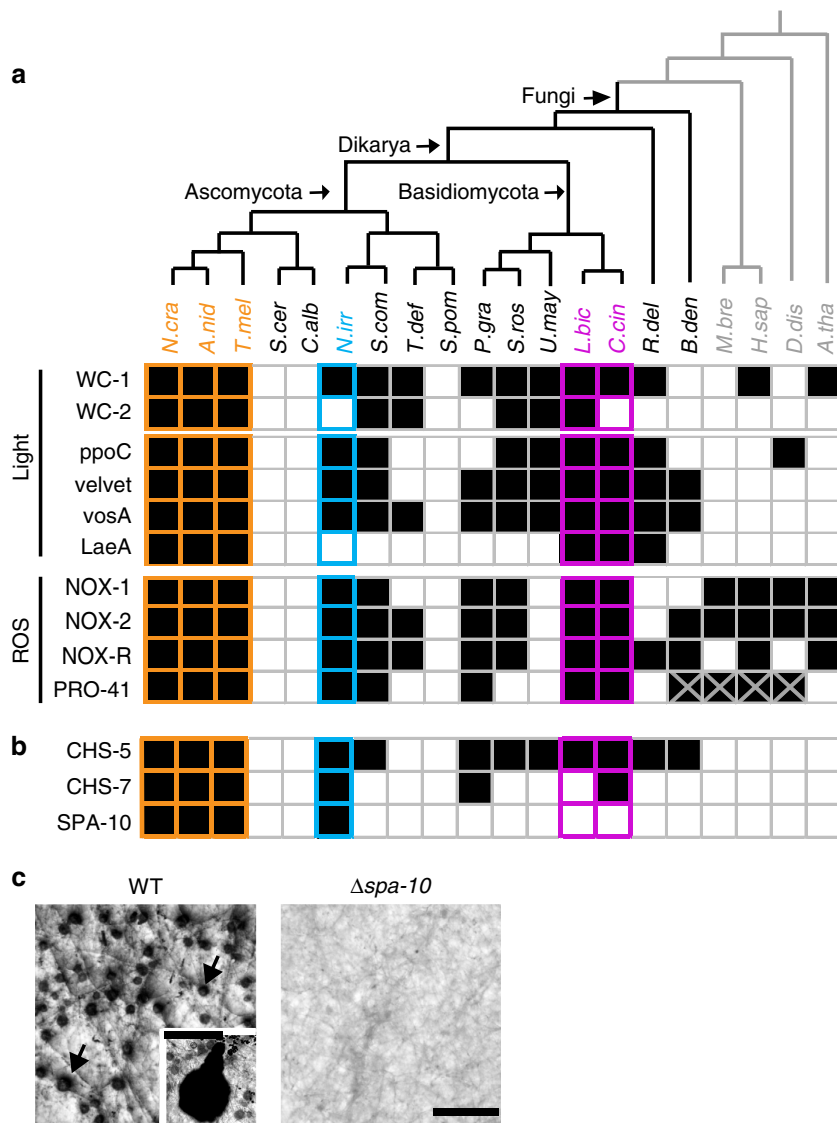 a
Fungi
Dikarya
Ascomycota
Basidiomycota
N.cra
A.nid
T.mel
S.cer
C.alb
N.irr
S.com
T.def
S.pom
P.gra
S.ros
U.may
L.bic
C.cin
R.del
B.den
M.bre
H.sap
D.dis
A.tha
Light
WC-1
WC-2
ppoC
velvet
vosA
LaeA
ROS
NOX-1
NOX-2
NOX-R
PRO-41
b
CHS-5
CHS-7
SPA-10
c
WT
Δspa-10